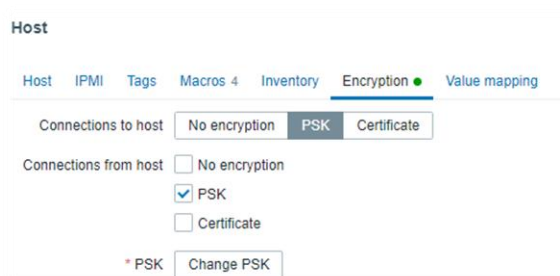 Host
Host IPMI Tags Macros 4 Inventory Encryption Value mapping
Connections to host No encryption PSK Certificate
Connections from host No encryption
PSK
Certificate
* PSK Change PSK